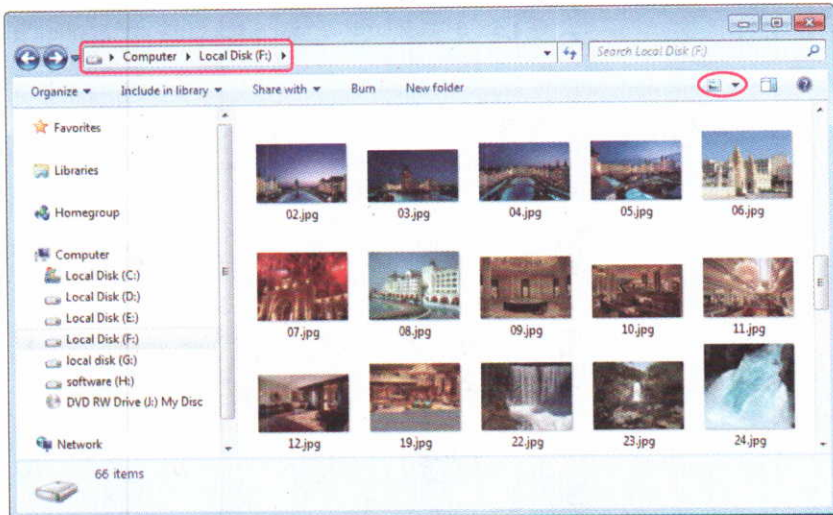 Computer Local Disk (F:)
Search Local Disk (F:)
Organize Include in library Share with Burn New folder
Favorites
Libraries
Homegroup
Computer
Local Disk (C:)
Local Disk (D:)
Local Disk (E:)
Local Disk (F:)
local disk (G:)
software (H:)
DVD RW Drive (J:) My Disc
Network
02.jpg 03.jpg 04.jpg 05.jpg 06.jpg
07.jpg 08.jpg 09.jpg 10.jpg 11.jpg
12.jpg 19.jpg 22.jpg 23.jpg 24.jpg
66 items